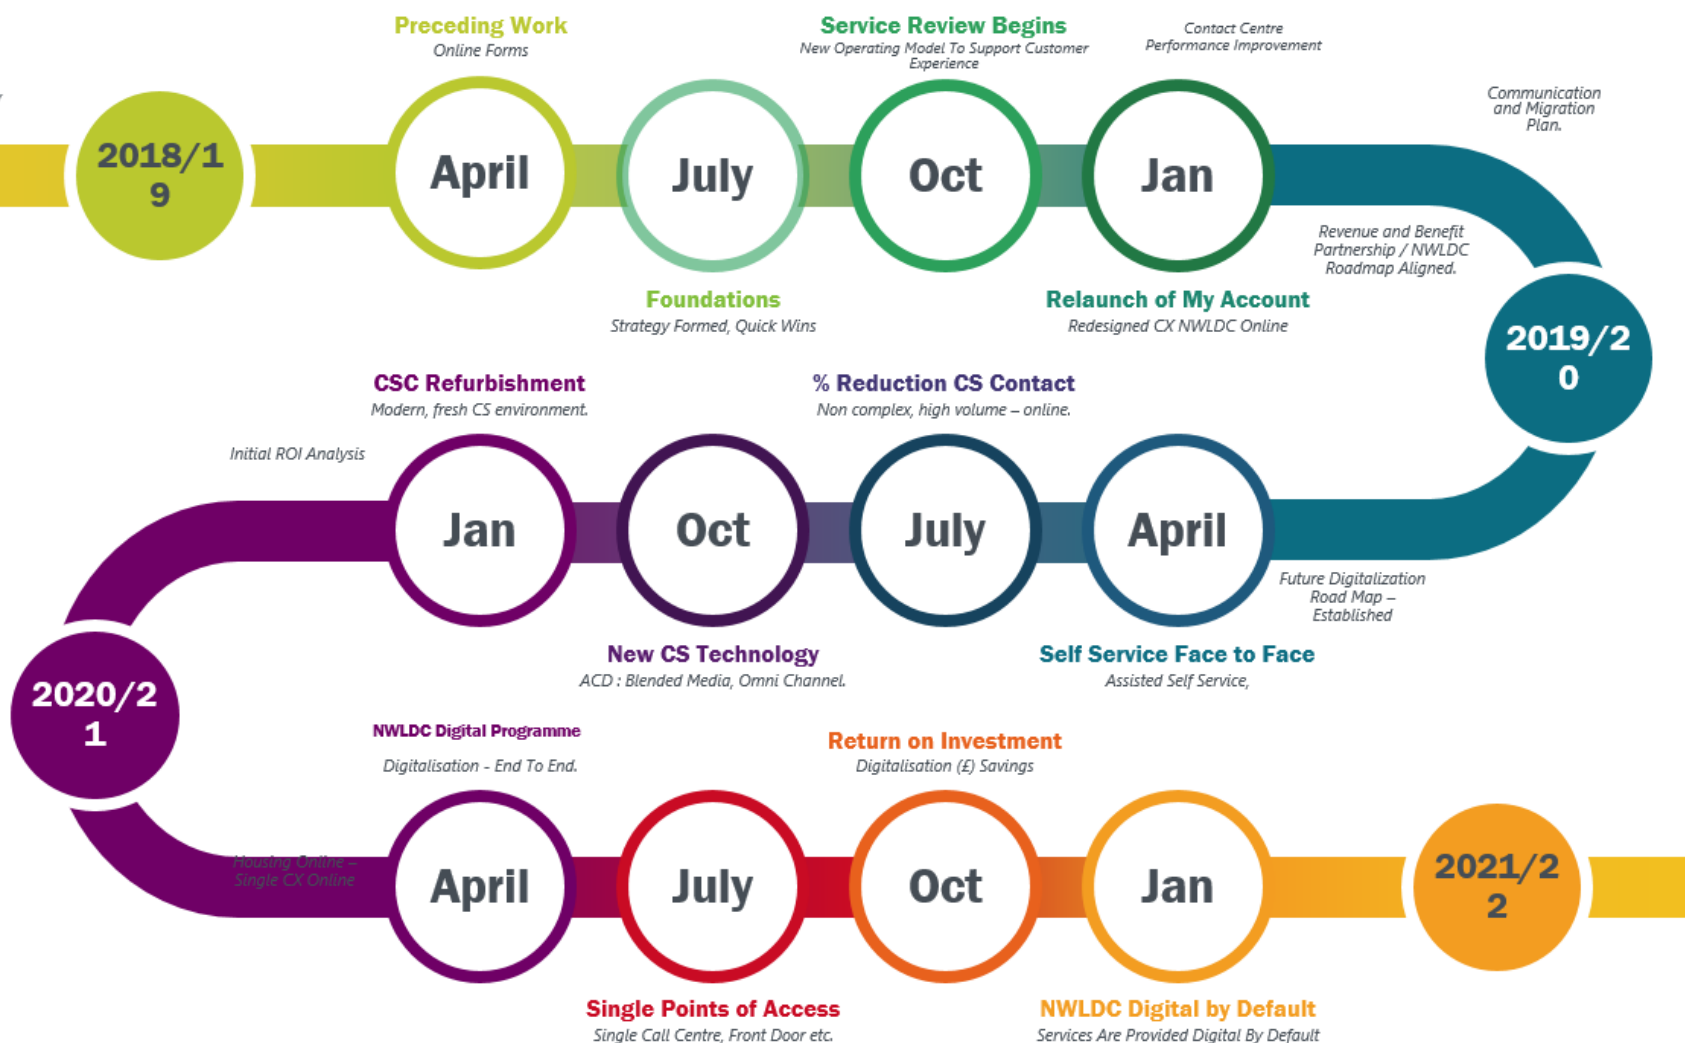 Preceding Work
Online Forms
Service Review Begins
New Operating Model To Support Customer
Experience
Contact Centre
Performance Improvement
Communication
and Migration
Plan.
2018/1
9
April
July
Oct
Jan
Revenue and Benefit
Partnership / NWLDC
Roadmap Aligned.
Foundations
Strategy Formed, Quick Wins
Relaunch of My Account
Redesigned CX NWLDC Online
2019/2
0
CSC Refurbishment
Modern, fresh CS environment.
% Reduction CS Contact
Non complex, high volume – online.
Initial ROI Analysis
Jan
Oct
July
April
Future Digitalization
Road Map –
Established
New CS Technology
ACD : Blended Media, Omni Channel.
Self Service Face to Face
Assisted Self Service,
2020/2
1
NWLDC Digital Programme
Digitalisation - End To End.
Return on Investment
Digitalisation (£) Savings
Housing Online –
Single CX Online
April
July
Oct
Jan
2021/2
2
Single Points of Access
Single Call Centre, Front Door etc.
NWLDC Digital by Default
Services Are Provided Digital By Default